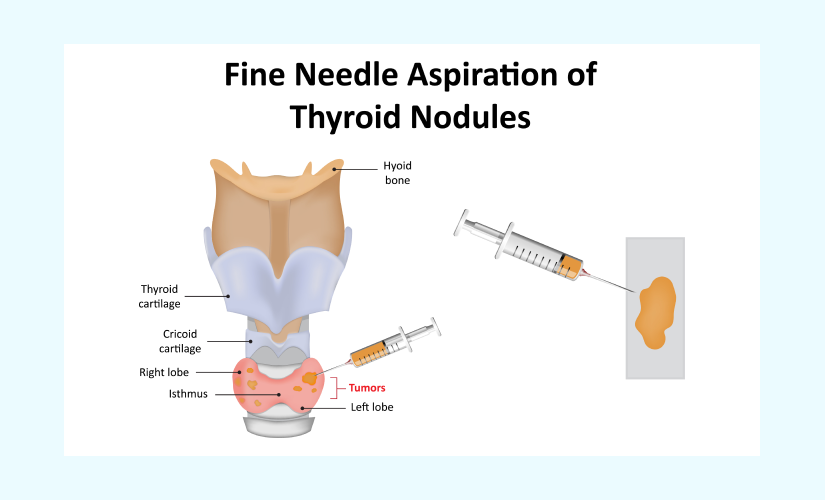 Fine Needle Aspiration of
Thyroid Nodules
Hyoid
bone
Thyroid
cartilage
Cricoid
cartilage
Right lobe
Isthmus
Tumors
Left lobe